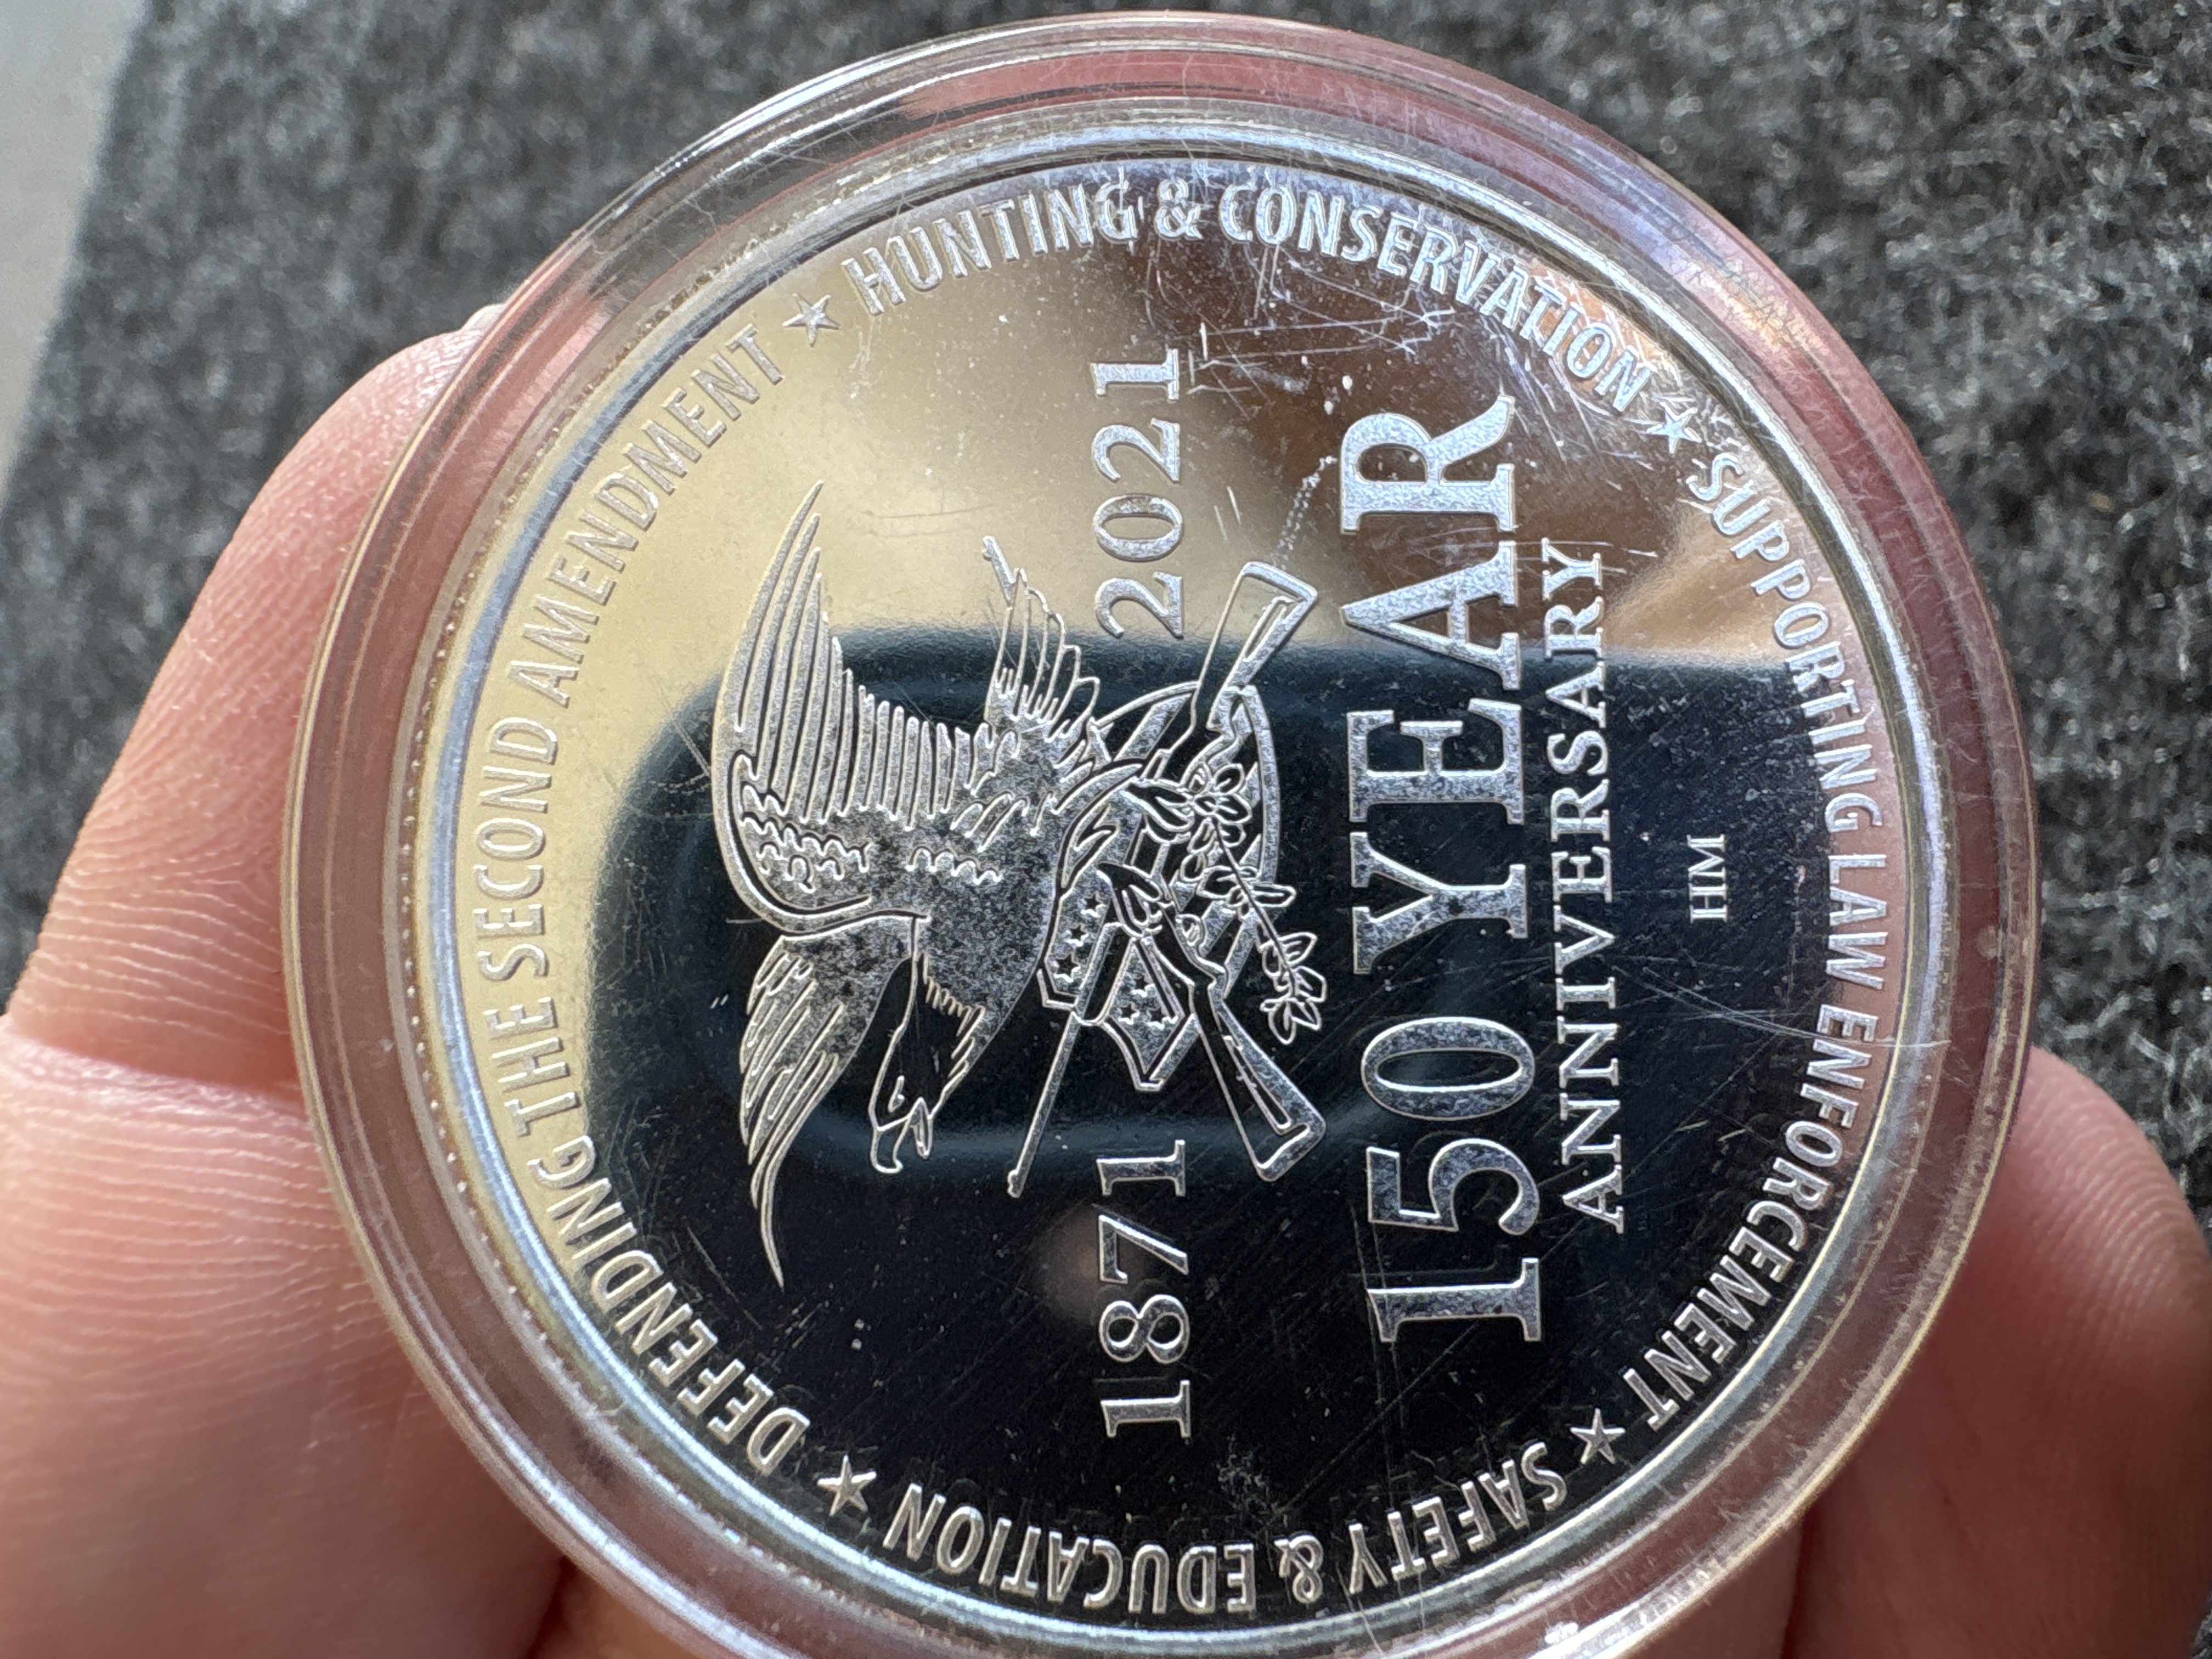 DEFENDING THE SECOND AMENDMENT ★ HUNTING & CONSERVATION ★ SUPPORTING LAW ENFORCEMENT ★ SAFETY & EDUCATION ★
1871 2021
150 YEAR
ANNIVERSARY
HM